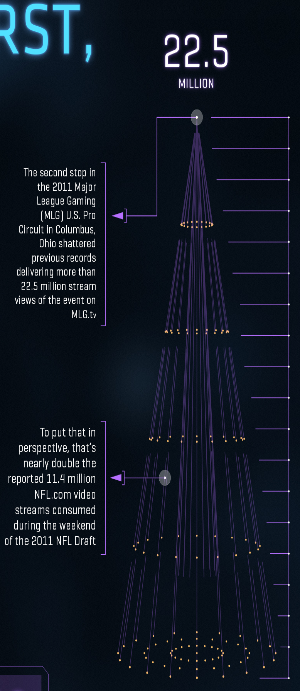 RST,
22.5
MILLION
The second stop in
the 2011 Major
League Gaming
(MLG) U.S. Pro
Circuit in Columbus,
Ohio shattered
previous records
delivering more than
22.5 million stream
views of the event on
MLG.tv
To put that in
perspective, that's
nearly double the
reported 11.4 million
NFL.com video
streams consumed
during the weekend
of the 2011 NFL Draft